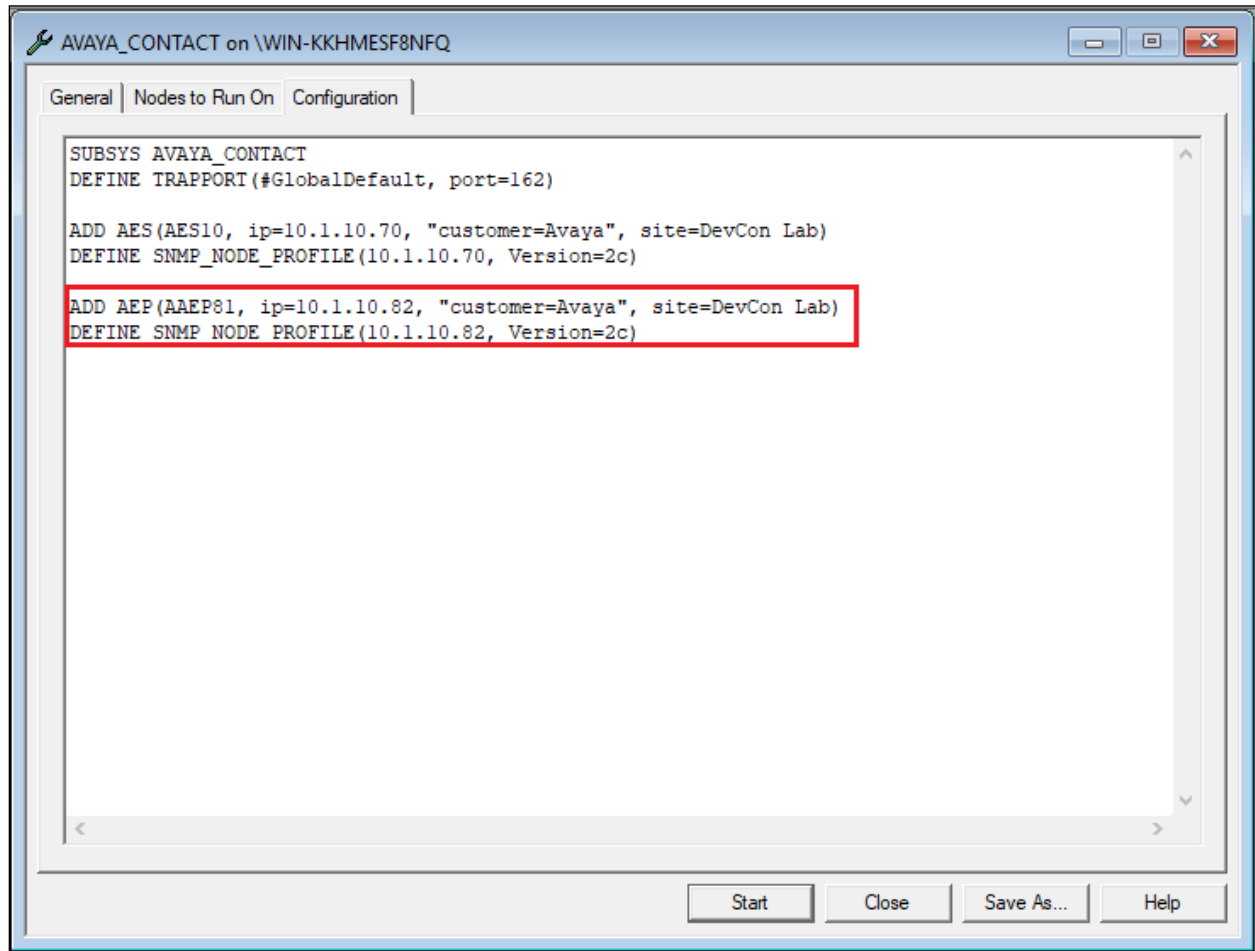 AVAYA_CONTACT on \WIN-KKHMESF8NFQ
General Nodes to Run On Configuration
SUBSYS AVAYA_CONTACT
DEFINE TRAPPORT(#GlobalDefault, port=162)
ADD AES(AES10, ip=10.1.10.70, "customer=Avaya", site=DevCon Lab)
DEFINE SNMP_NODE_PROFILE(10.1.10.70, Version=2c)
ADD AEP(AAEP81, ip=10.1.10.82, "customer=Avaya", site=DevCon Lab)
DEFINE SNMP NODE PROFILE(10.1.10.82, Version=2c)
Start Close Save As... Help